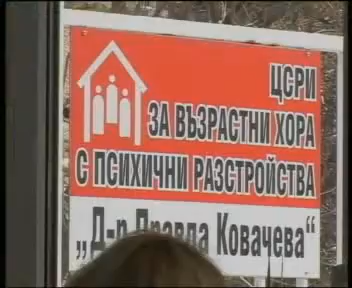 ЦСРИ
ЗА ВЪЗРАСТНИ ХОРА
С ПСИХИЧНИ РАЗСТРОЙСТВА
„Д-р Правда Ковачева“